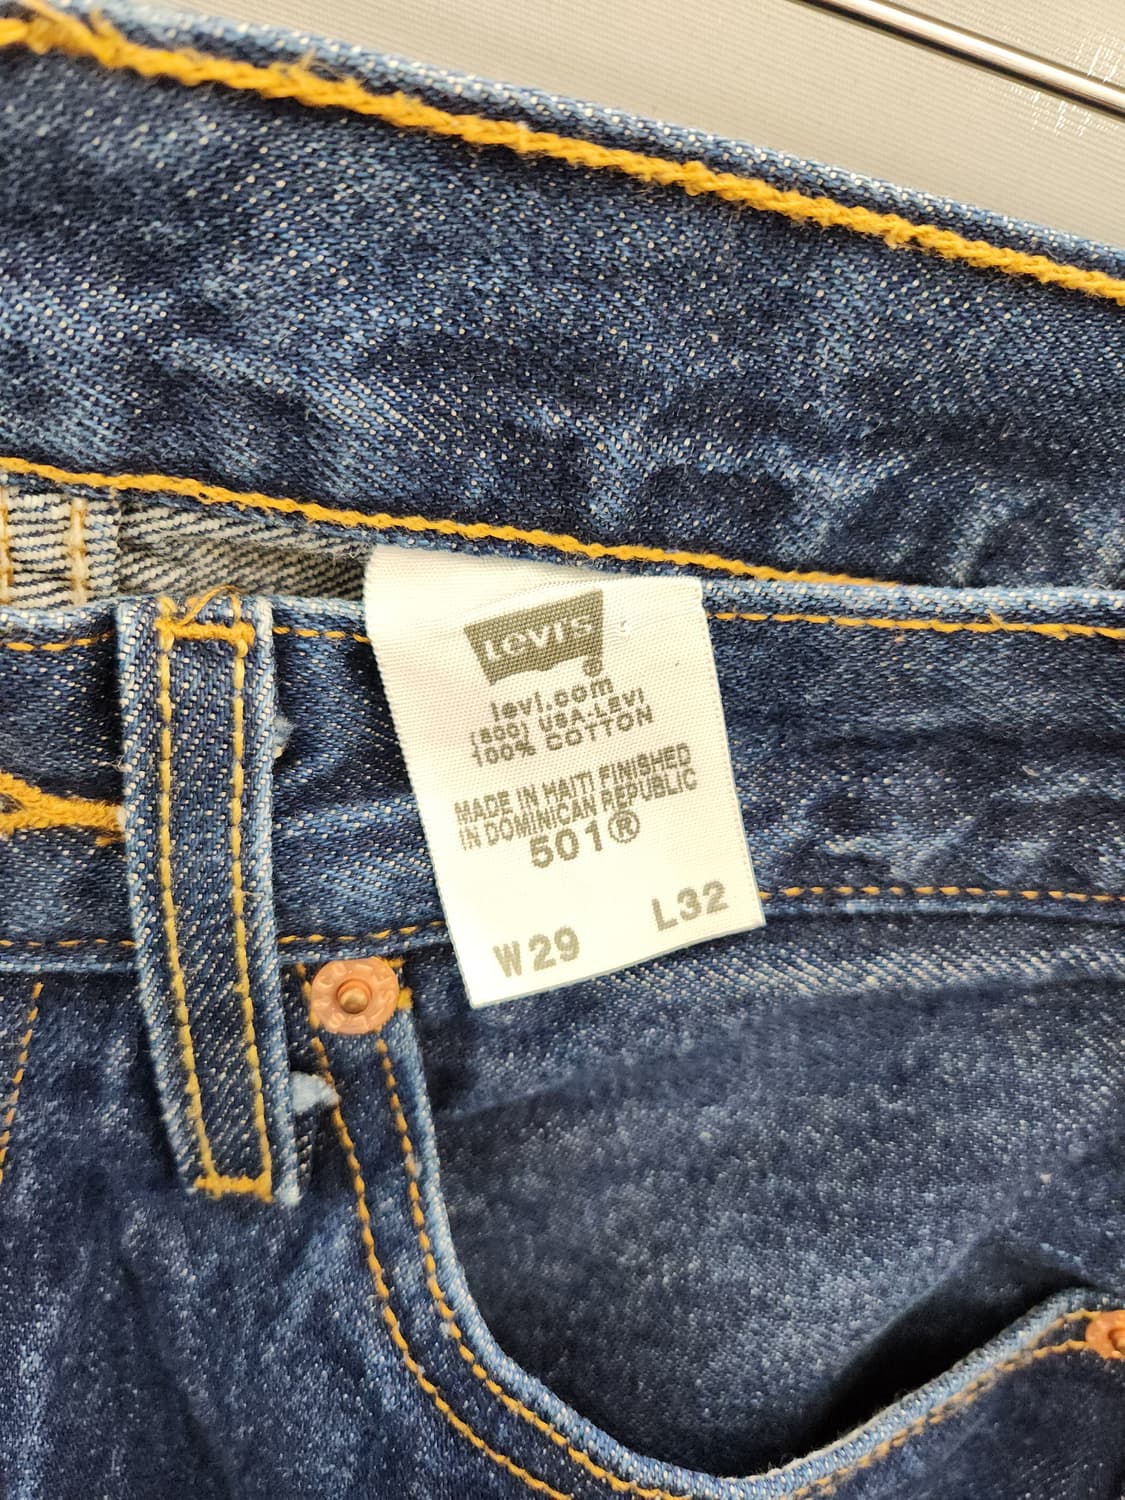 Levi's
levi.com
(800) USA-LEVI
100% COTTON
MADE IN HAITI FINISHED
IN DOMINICAN REPUBLIC
501®
W29 L32